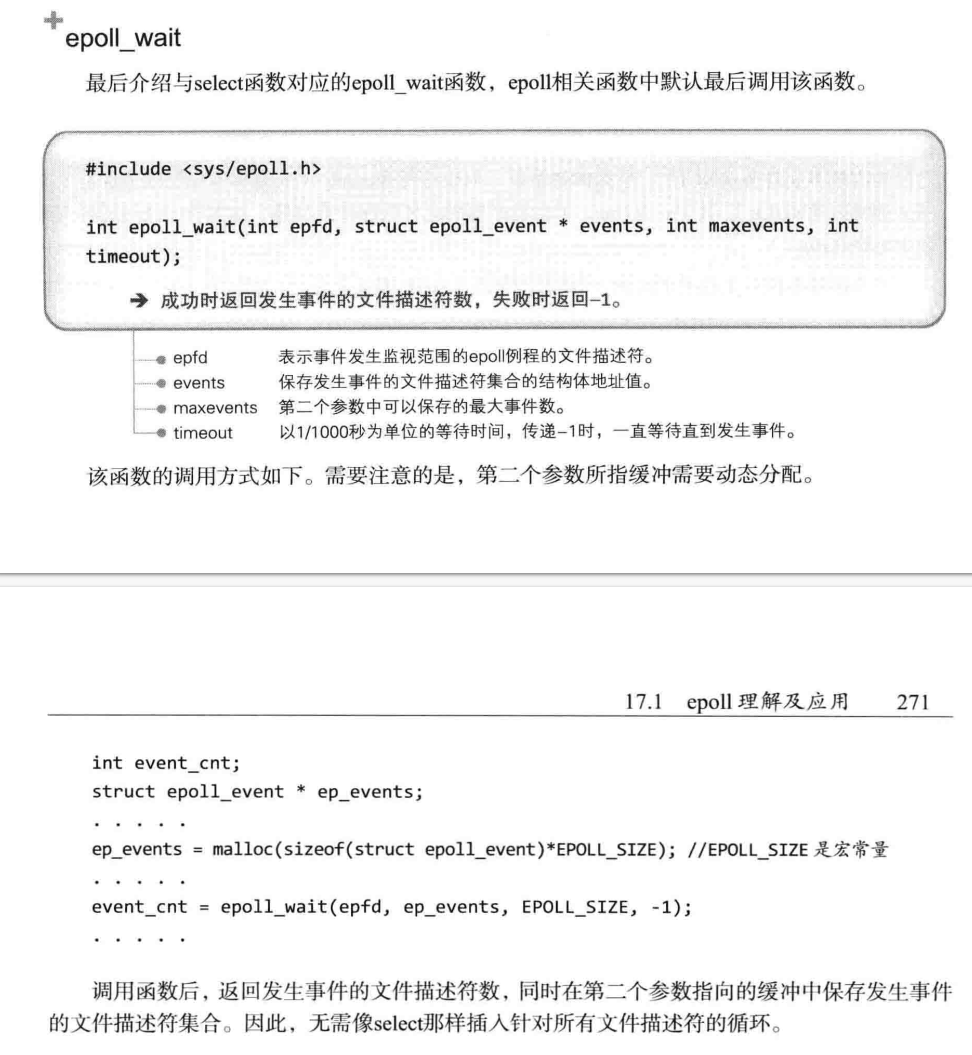 epoll_wait
最后介绍与select函数对应的epoll_wait函数，epoll相关函数中默认最后调用该函数。
#include <sys/epoll.h>
int epoll_wait(int epfd, struct epoll_event * events, int maxevents, int
timeout);
➔ 成功时返回发生事件的文件描述符数，失败时返回–1。
epfd 表示事件发生监视范围的epoll例程的文件描述符。
events 保存发生事件的文件描述符集合的结构体地址值。
maxevents 第二个参数中可以保存的最大事件数。
timeout 以1/1000秒为单位的等待时间，传递–1时，一直等待直到发生事件。
该函数的调用方式如下。需要注意的是，第二个参数所指缓冲需要动态分配。
17.1 epoll 理解及应用 271
int event_cnt;
struct epoll_event * ep_events;
. . . . .
ep_events = malloc(sizeof(struct epoll_event)*EPOLL_SIZE); //EPOLL_SIZE 是宏常量
. . . . .
event_cnt = epoll_wait(epfd, ep_events, EPOLL_SIZE, -1);
. . . . .
调用函数后，返回发生事件的文件描述符数，同时在第二个参数指向的缓冲中保存发生事件
的文件描述符集合。因此，无需像select那样插入针对所有文件描述符的循环。